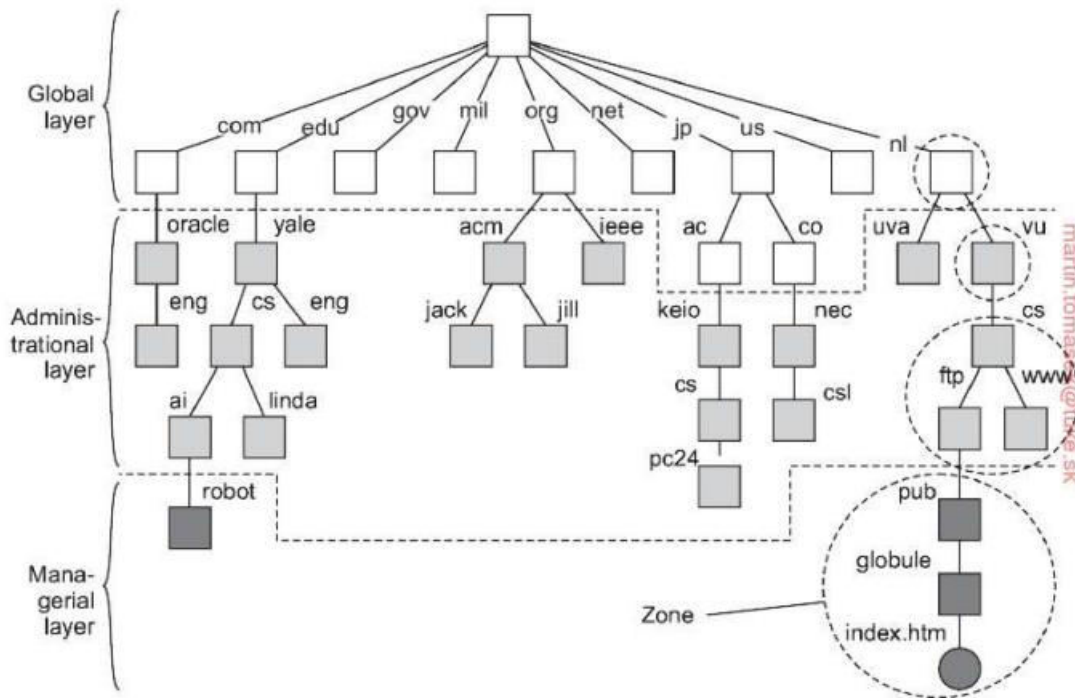 Global
layer
gov
mil
org
net
com
edu
jp
us
nl
oracle
yale
acm
ieee
ac
co
uva
vu
Adminis-
trational
layer
eng
cs
eng
jack
jill
keio
nec
cs
ai
linda
cs
csl
ftp
www
pc24
robot
pub
Mana-
gerial
layer
globule
Zone
index.htm